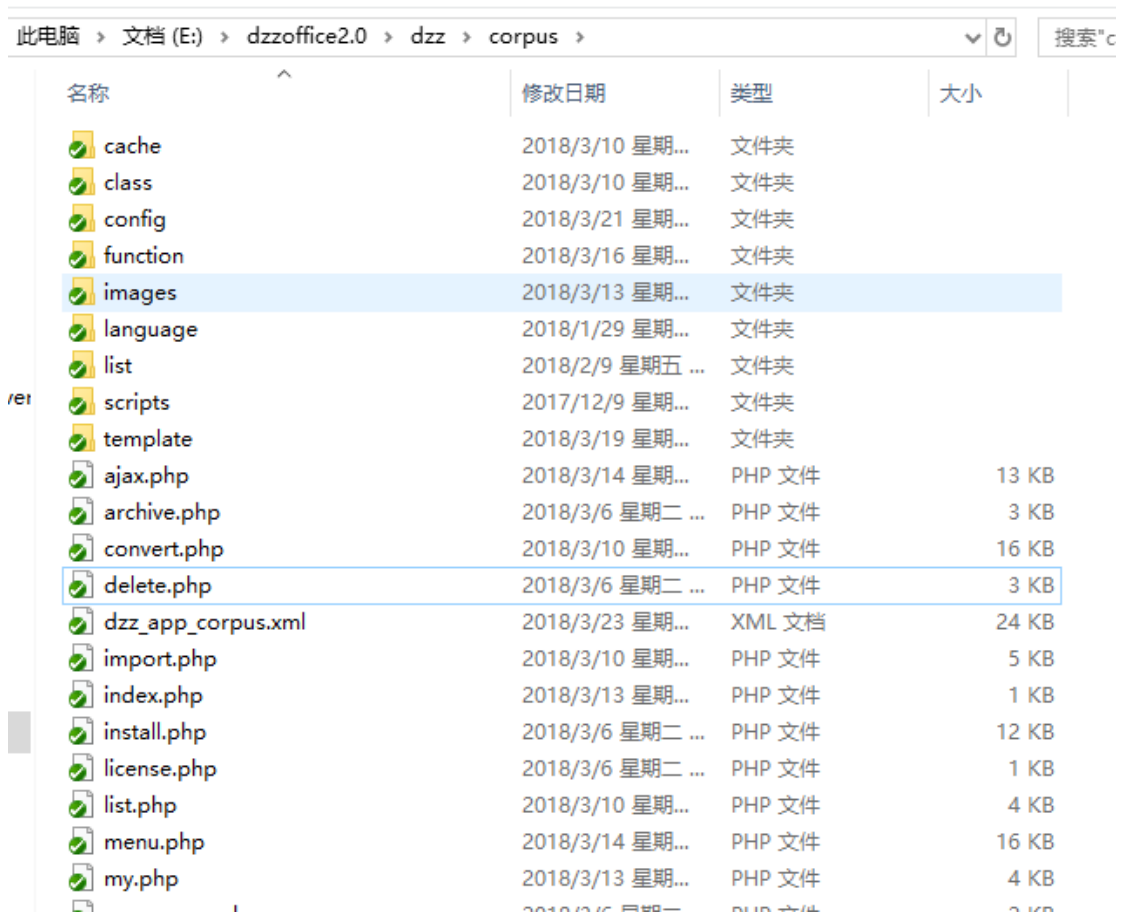 此电脑 › 文档 (E:) › dzzoffice2.0 › dzz › corpus › 搜索"c
名称 修改日期 类型 大小
cache 2018/3/10 星期... 文件夹
class 2018/3/10 星期... 文件夹
config 2018/3/21 星期... 文件夹
function 2018/3/16 星期... 文件夹
images 2018/3/13 星期... 文件夹
language 2018/1/29 星期... 文件夹
list 2018/2/9 星期五 ... 文件夹
ver
scripts 2017/12/9 星期... 文件夹
template 2018/3/19 星期... 文件夹
ajax.php 2018/3/14 星期... PHP 文件 13 KB
archive.php 2018/3/6 星期二 ... PHP 文件 3 KB
convert.php 2018/3/10 星期... PHP 文件 16 KB
delete.php 2018/3/6 星期二 ... PHP 文件 3 KB
dzz_app_corpus.xml 2018/3/23 星期... XML 文档 24 KB
import.php 2018/3/10 星期... PHP 文件 5 KB
index.php 2018/3/13 星期... PHP 文件 1 KB
install.php 2018/3/6 星期二 ... PHP 文件 12 KB
license.php 2018/3/6 星期二 ... PHP 文件 1 KB
list.php 2018/3/10 星期... PHP 文件 4 KB
menu.php 2018/3/14 星期... PHP 文件 16 KB
my.php 2018/3/13 星期... PHP 文件 4 KB